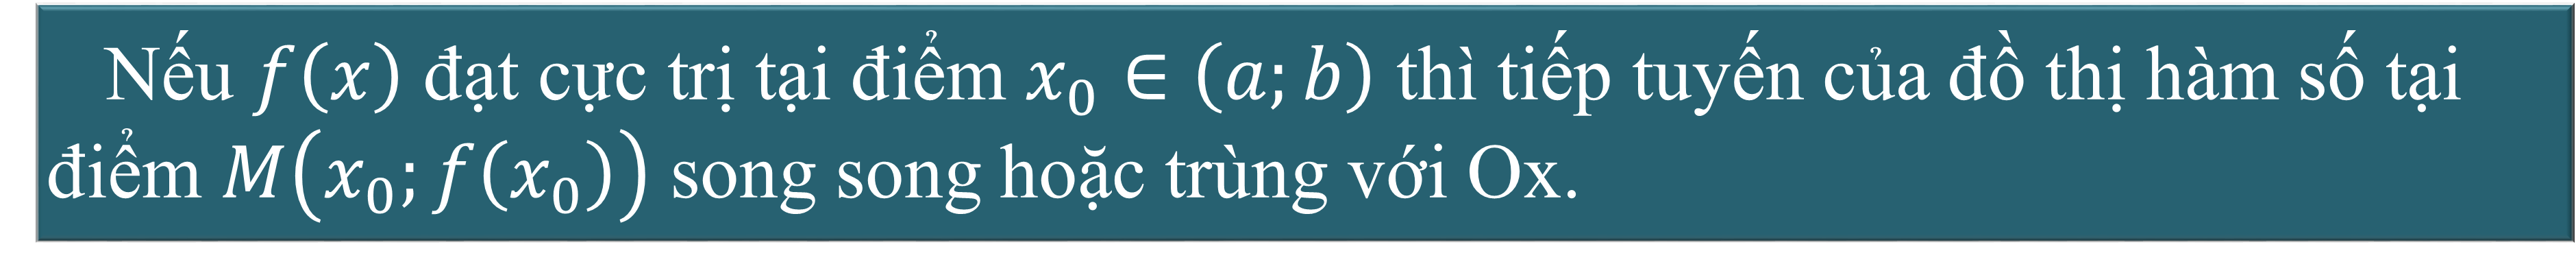 Nếu 𝑓(𝑥) đạt cực trị tại điểm 𝑥₀ ∈ (𝑎; 𝑏) thì tiếp tuyến của đồ thị hàm số tại
điểm 𝑀(𝑥₀; 𝑓(𝑥₀)) song song hoặc trùng với Ox.